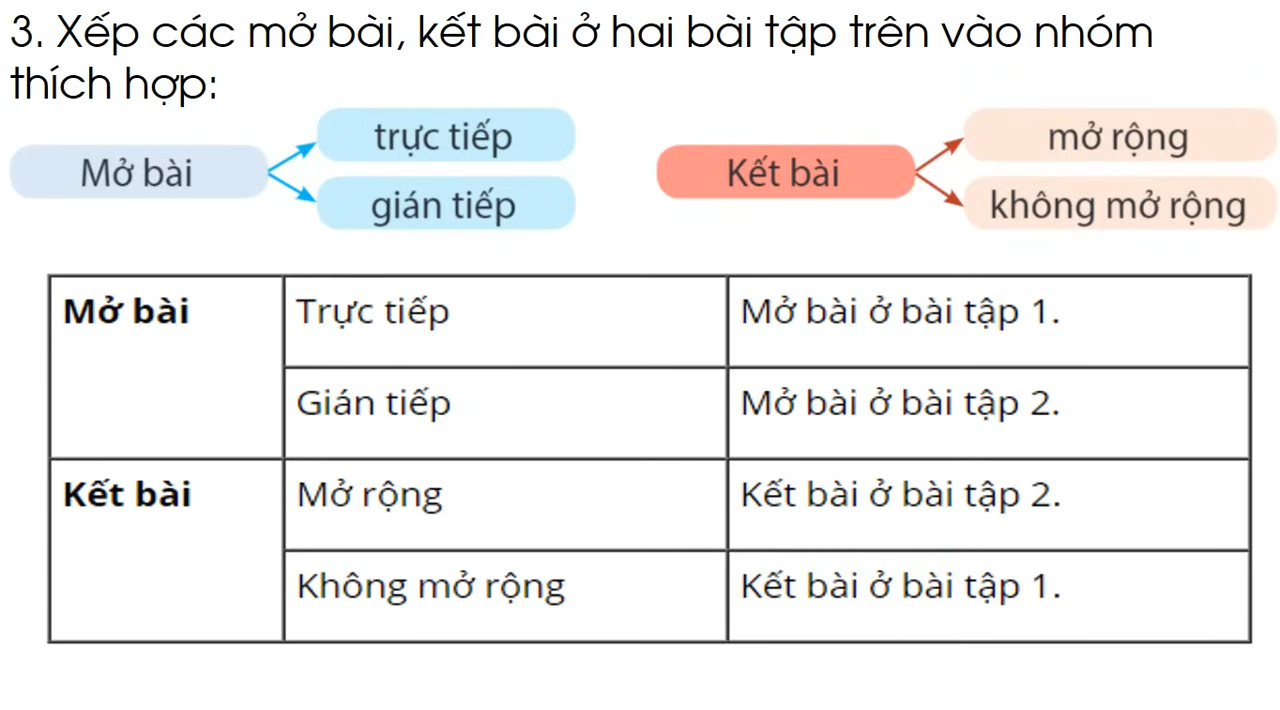 3. Xếp các mở bài, kết bài ở hai bài tập trên vào nhóm
thích hợp:
Mở bài
trực tiếp
gián tiếp
Kết bài
mở rộng
không mở rộng
Mở bài
Trực tiếp
Mở bài ở bài tập 1.
Gián tiếp
Mở bài ở bài tập 2.
Kết bài
Mở rộng
Kết bài ở bài tập 2.
Không mở rộng
Kết bài ở bài tập 1.